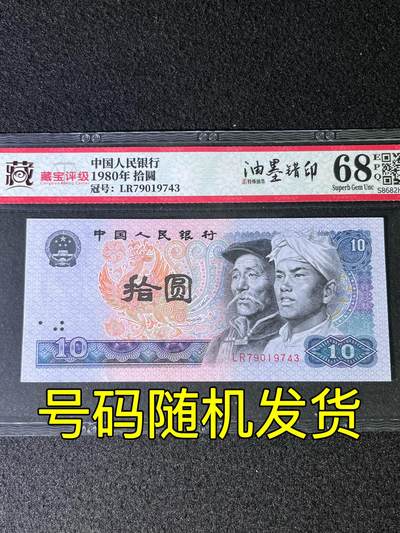 藏
藏宝评级
中国人民银行
1980年 拾圆
冠号：LR79019743
油墨错印
68
EPQ
Superb Gem Unc
中国人民银行
10
拾圆
LR79019743
10
10
号码随机发货